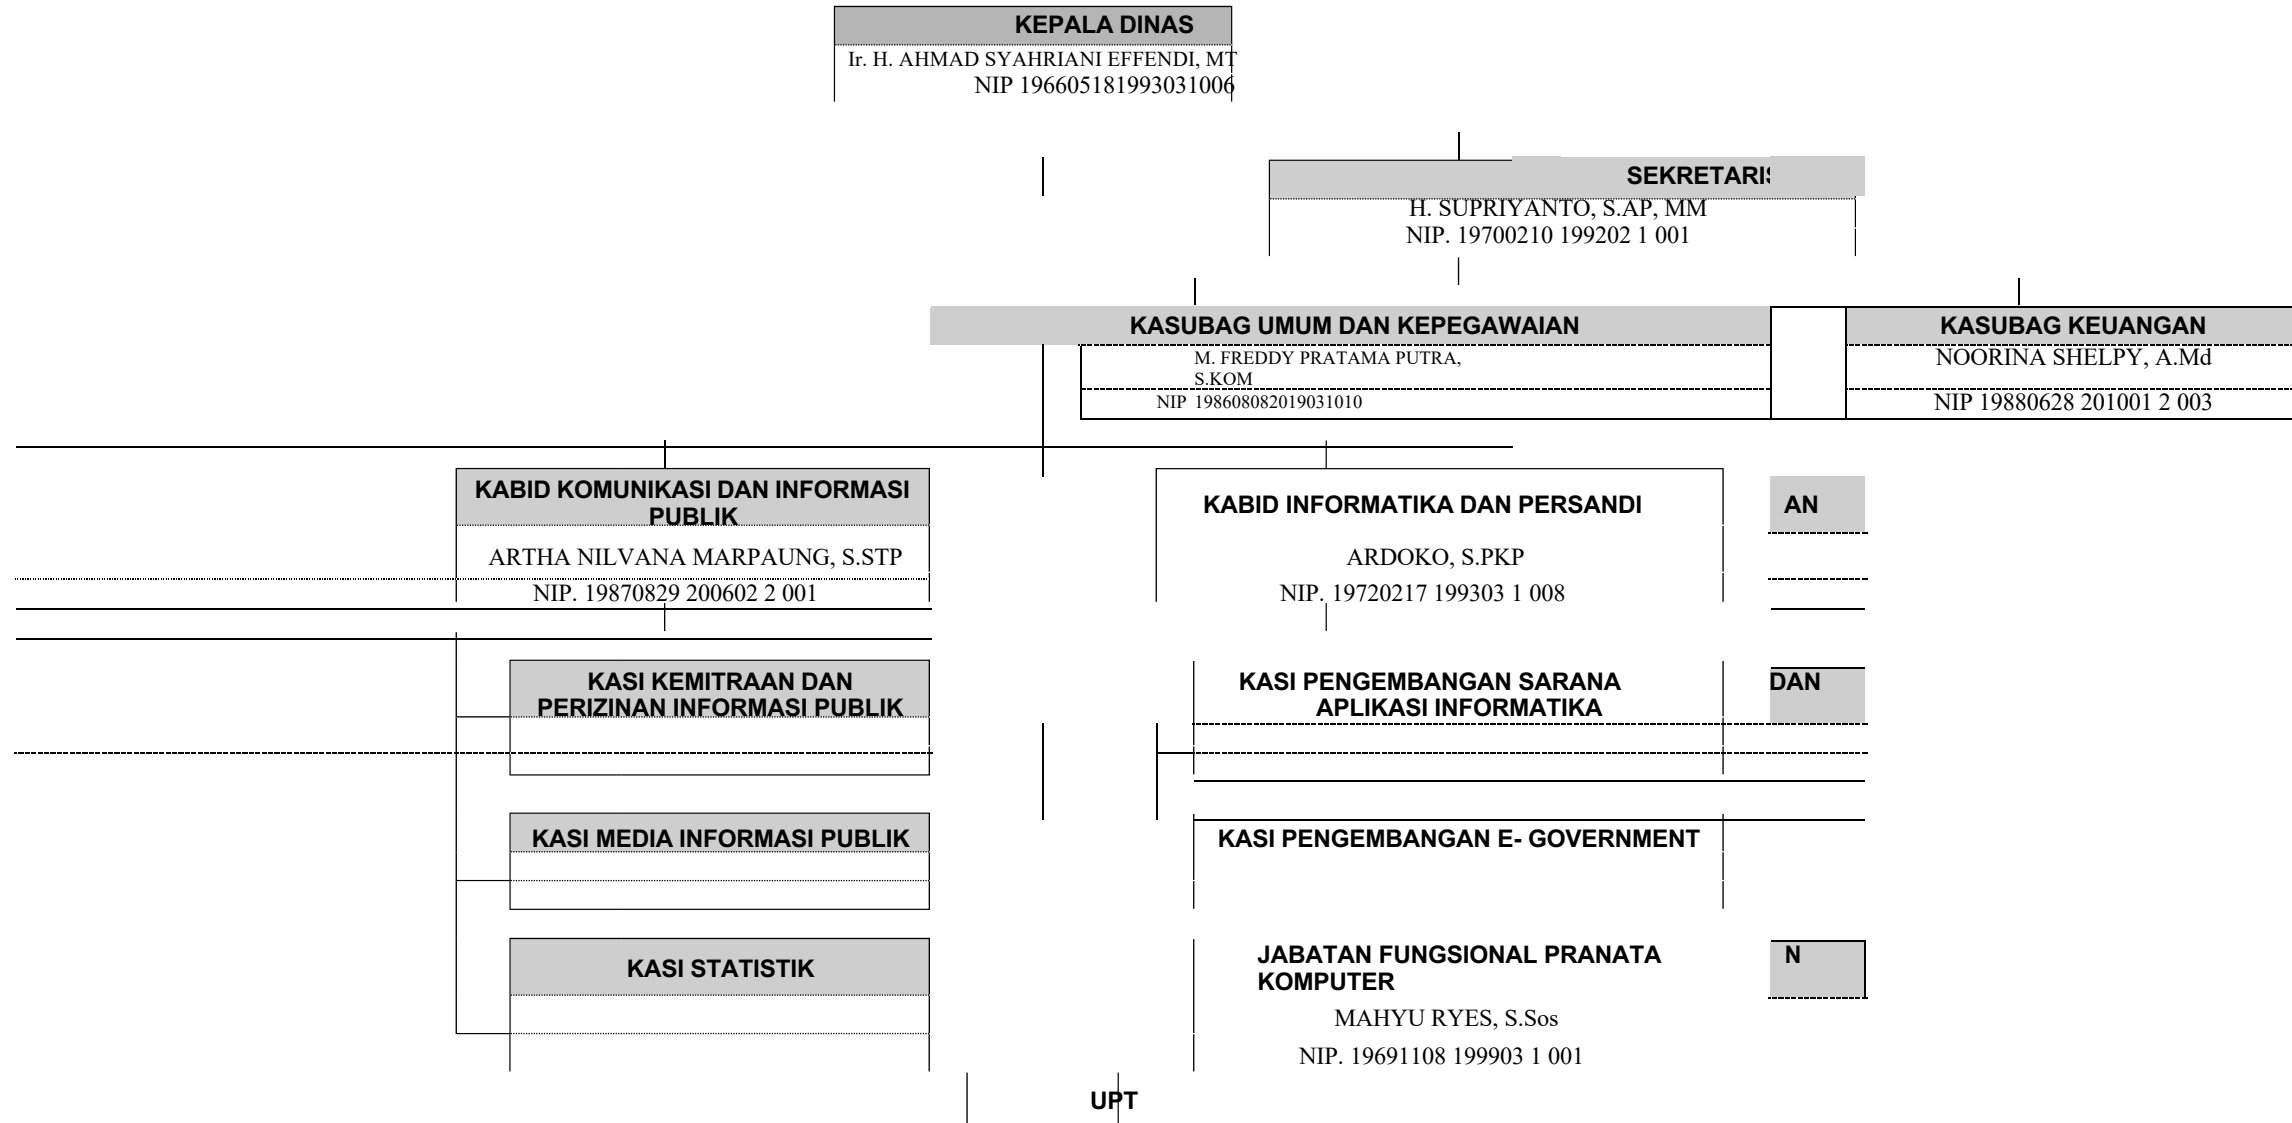 KEPALA DINAS
Ir. H. AHMAD SYAHRIANI EFFENDI, MT
NIP 196605181993031006
SEKRETARIS
H. SUPRIYANTO, S.AP, MM
NIP. 19700210 199202 1 001
KASUBAG UMUM DAN KEPEGAWAIAN
M. FREDDY PRATAMA PUTRA,
S.KOM
NIP 198608082019031010
KASUBAG KEUANGAN
NOORINA SHELPY, A.Md
NIP 19880628 201001 2 003
KABID KOMUNIKASI DAN INFORMASI
PUBLIK
ARTHA NILVANA MARPAUNG, S.STP
NIP. 19870829 200602 2 001
KABID INFORMATIKA DAN PERSANDI AN
ARDOKO, S.PKP
NIP. 19720217 199303 1 008
KASI KEMITRAAN DAN
PERIZINAN INFORMASI PUBLIK
KASI PENGEMBANGAN SARANA DAN
APLIKASI INFORMATIKA
KASI MEDIA INFORMASI PUBLIK
KASI PENGEMBANGAN E- GOVERNMENT
KASI STATISTIK
JABATAN FUNGSIONAL PRANATA N
KOMPUTER
MAHYU RYES, S.Sos
NIP. 19691108 199903 1 001
UPT